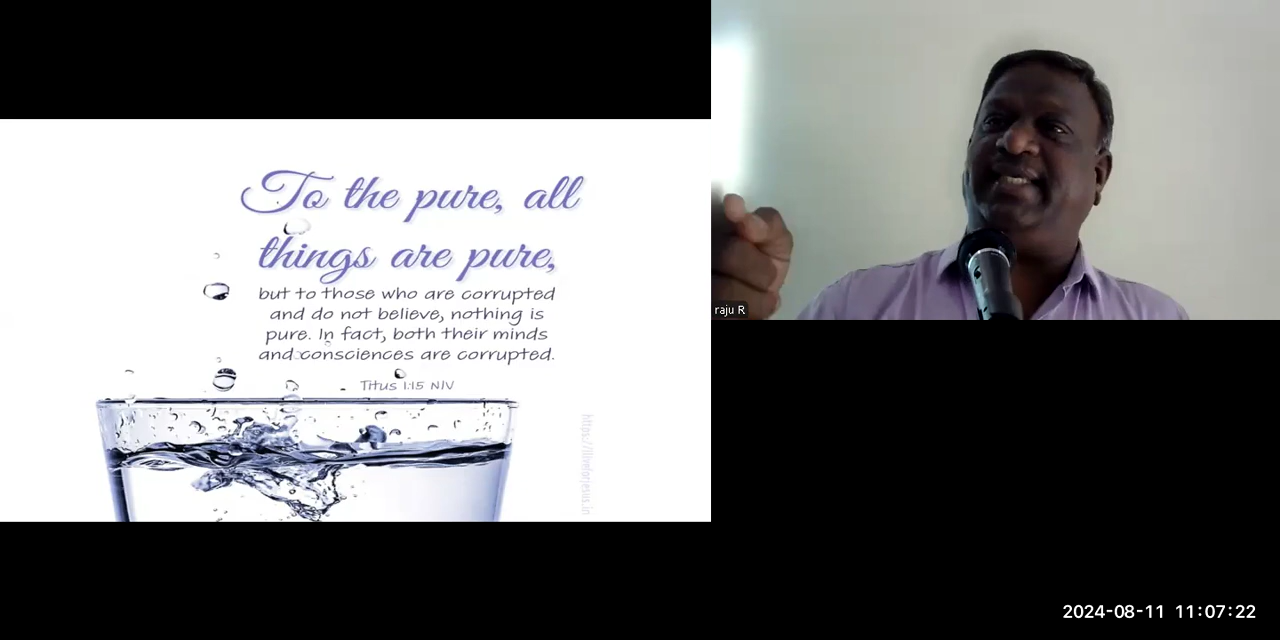 To the pure, all
things are pure,
but to those who are corrupted
and do not believe, nothing is
pure. In fact, both their minds
and consciences are corrupted.
Titus 1:15 NIV
raju R
2024-08-11 11:07:22